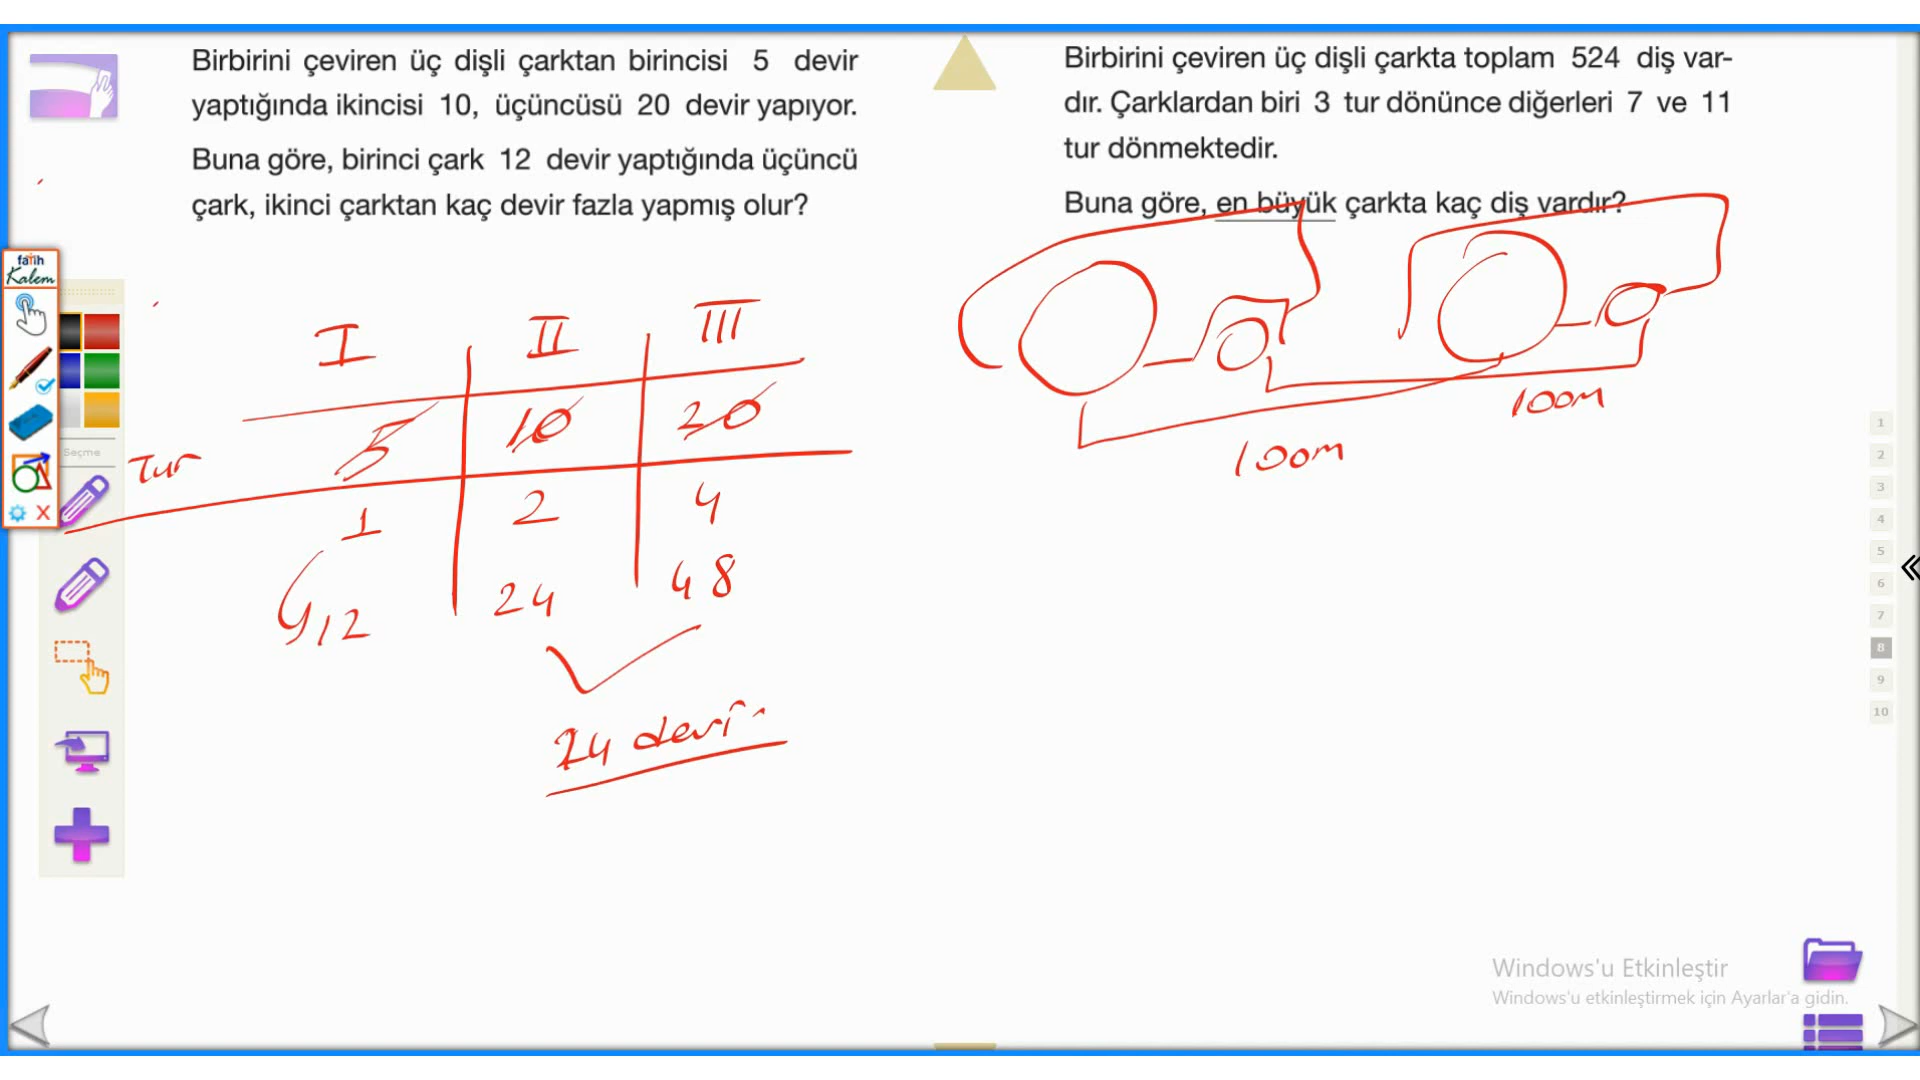 Birbirini çeviren üç dişli çarktan birincisi 5 devir
yaptığında ikincisi 10, üçüncüsü 20 devir yapıyor.
Buna göre, birinci çark 12 devir yaptığında üçüncü
çark, ikinci çarktan kaç devir fazla yapmış olur?
I II III
Tur 5 10 20
1 2 4
12 24 48
24 devir
Birbirini çeviren üç dişli çarkta toplam 524 diş var-
dır. Çarklardan biri 3 tur dönünce diğerleri 7 ve 11
tur dönmektedir.
Buna göre, en büyük çarkta kaç diş vardır?
100m
100m
fatih
Kalem
Seçme
1
2
3
4
5
6
7
8
9
10
Windows'u Etkinleştir
Windows'u etkinleştirmek için Ayarlar'a gidin.